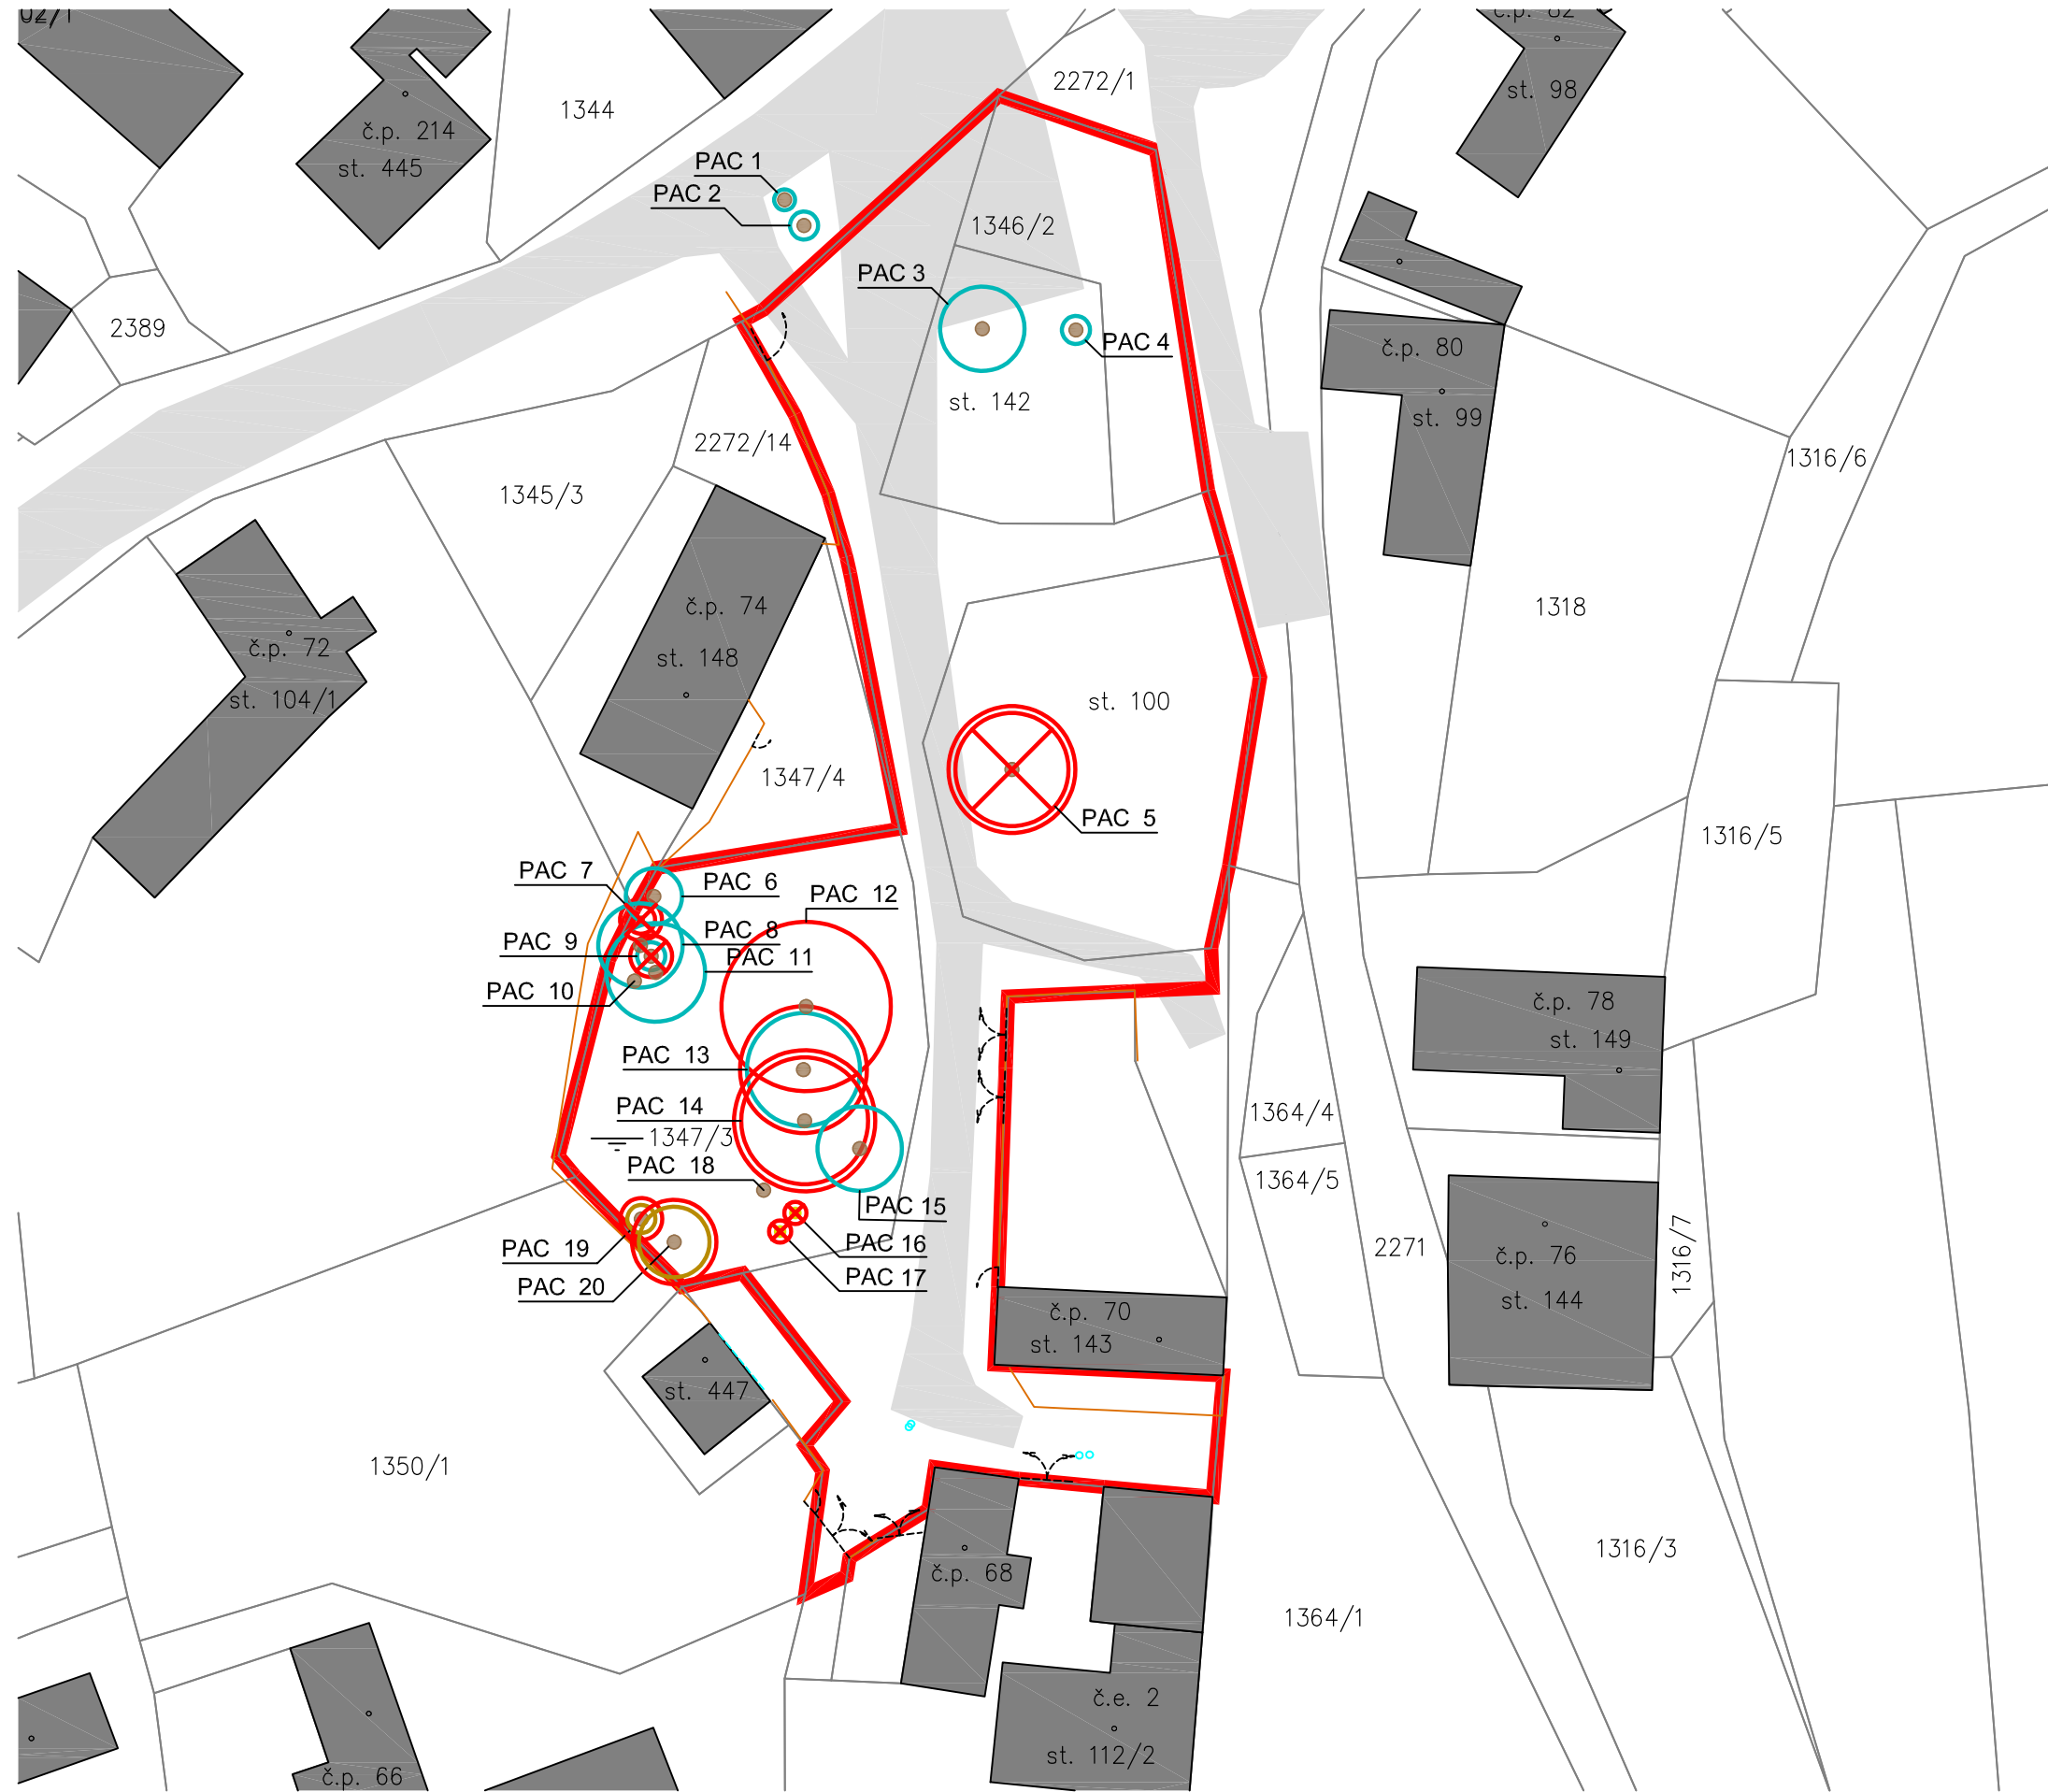 02/1
č.p. 82
2272/1
st. 98
1344
č.p. 214
st. 445
PAC 1
PAC 2
1346/2
PAC 3
2389
PAC 4
č.p. 80
st. 142
st. 99
2272/14
1316/6
1345/3
č.p. 74
1318
č.p. 72
st. 148
st. 104/1
st. 100
1347/4
PAC 5
1316/5
PAC 7
PAC 6
PAC 12
PAC 8
PAC 9
PAC 11
PAC 10
č.p. 78
st. 149
PAC 13
PAC 14
1364/4
1347/3
PAC 18
1364/5
PAC 15
PAC 16
PAC 19
2271
č.p. 76
1316/7
PAC 17
PAC 20
st. 144
č.p. 70
st. 143
st. 447
1350/1
1316/3
č.p. 68
1364/1
č.e. 2
st. 112/2
č.p. 66